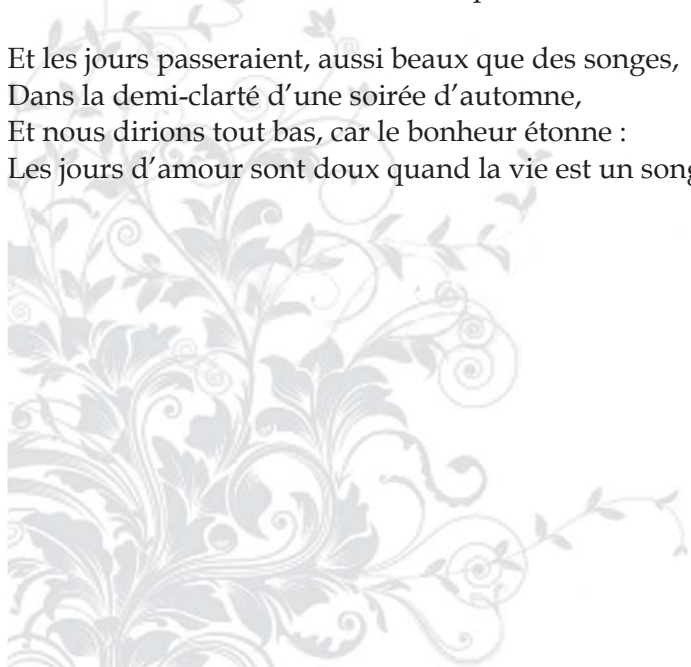 Et les jours passeraient, aussi beaux que des songes,
Dans la demi-clarté d’une soirée d’automne,
Et nous dirions tout bas, car le bonheur étonne :
Les jours d’amour sont doux quand la vie est un